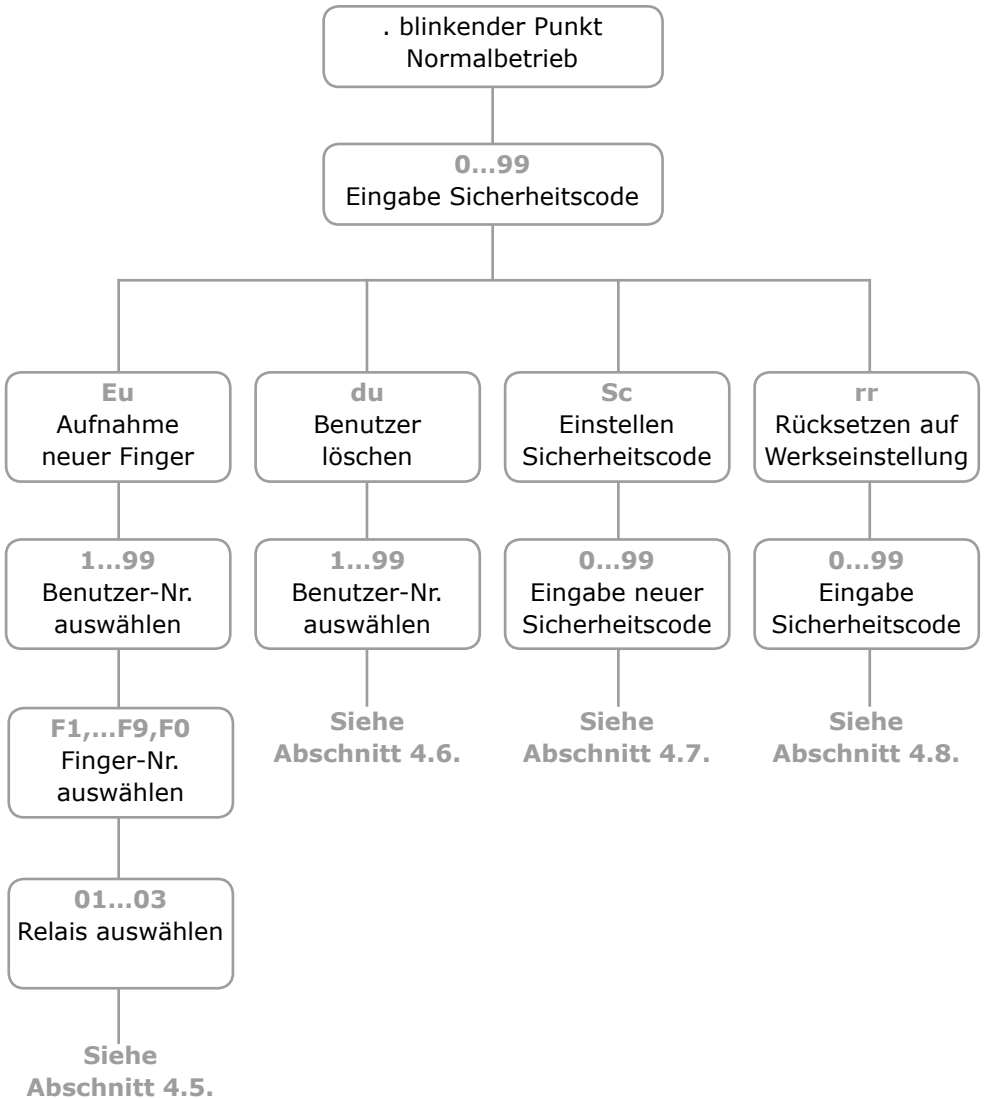 . blinkender Punkt
Normalbetrieb
0...99
Eingabe Sicherheitscode
Eu
Aufnahme
neuer Finger
du
Benutzer
löschen
Sc
Einstellen
Sicherheitscode
rr
Rücksetzen auf
Werkseinstellung
1...99
Benutzer-Nr.
auswählen
1...99
Benutzer-Nr.
auswählen
0...99
Eingabe neuer
Sicherheitscode
0...99
Eingabe
Sicherheitscode
F1,...F9,F0
Finger-Nr.
auswählen
Siehe
Abschnitt 4.6.
Siehe
Abschnitt 4.7.
Siehe
Abschnitt 4.8.
01...03
Relais auswählen
Siehe
Abschnitt 4.5.